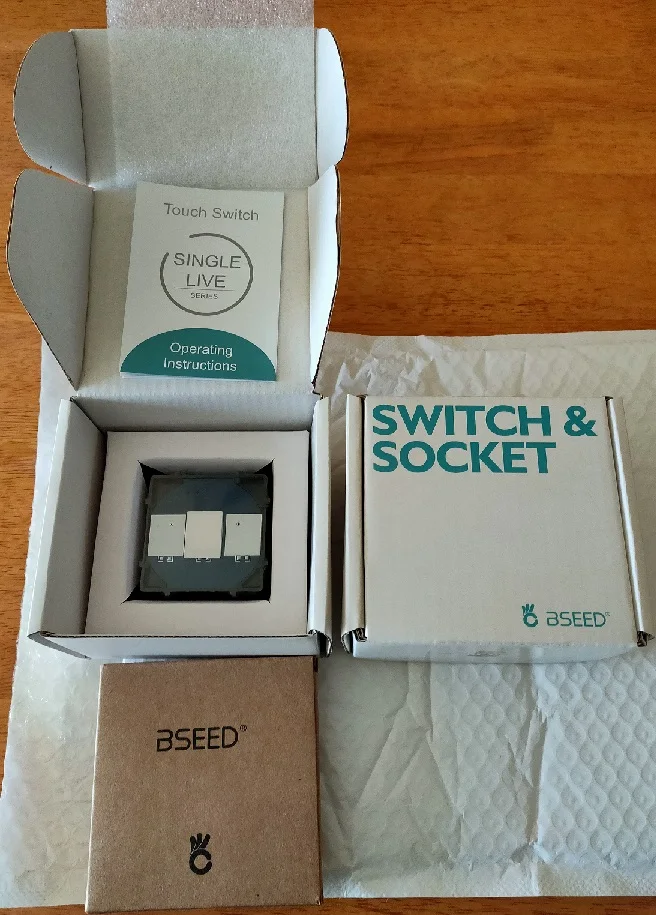 Touch Switch
SINGLE
LIVE
SERIES
Operating
Instructions
SWITCH &
SOCKET
BSEED
BSEED®